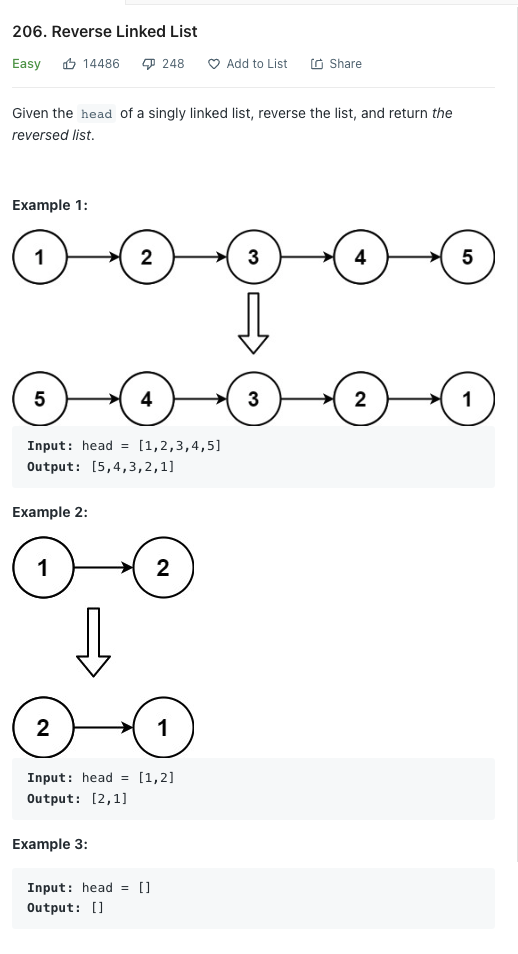 206. Reverse Linked List
Easy 14486 248 Add to List Share
Given the head of a singly linked list, reverse the list, and return the
reversed list.
Example 1:
1 2 3 4 5
5 4 3 2 1
Input: head = [1,2,3,4,5]
Output: [5,4,3,2,1]
Example 2:
1 2
2 1
Input: head = [1,2]
Output: [2,1]
Example 3:
Input: head = []
Output: []